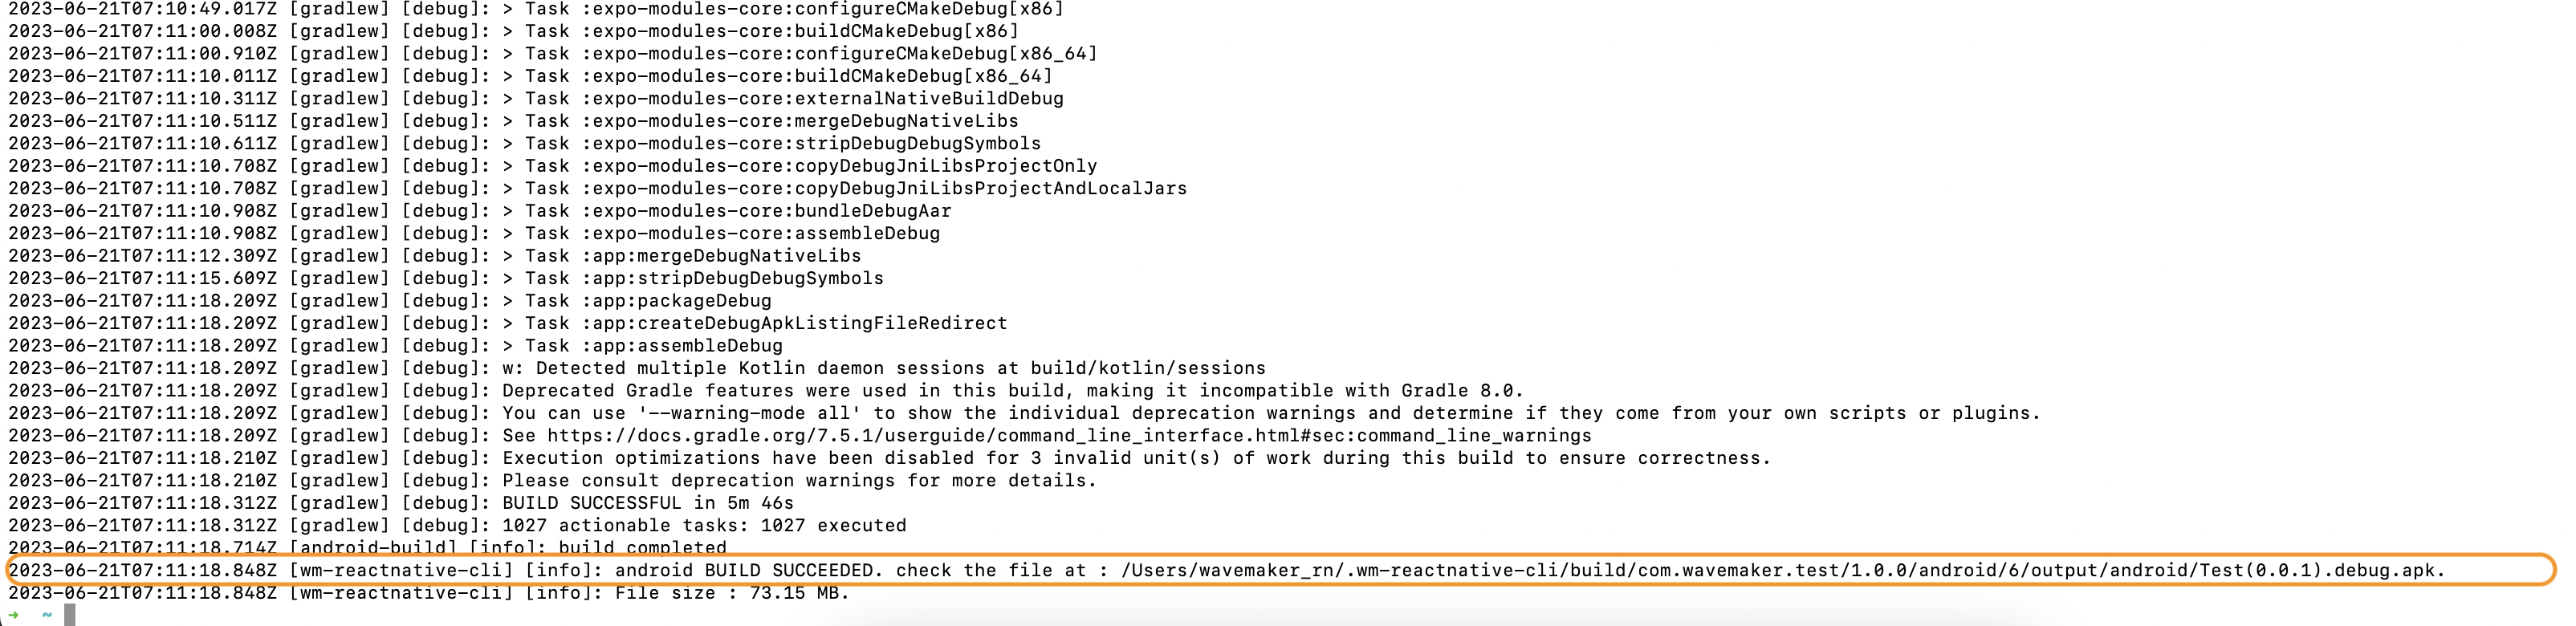 2023-06-21T07:10:49.017Z [gradlew] [debug]: > Task :expo-modules-core:configureCMakeDebug[x86]
2023-06-21T07:11:00.008Z [gradlew] [debug]: > Task :expo-modules-core:buildCMakeDebug[x86]
2023-06-21T07:11:00.910Z [gradlew] [debug]: > Task :expo-modules-core:configureCMakeDebug[x86_64]
2023-06-21T07:11:10.011Z [gradlew] [debug]: > Task :expo-modules-core:buildCMakeDebug[x86_64]
2023-06-21T07:11:10.311Z [gradlew] [debug]: > Task :expo-modules-core:externalNativeBuildDebug
2023-06-21T07:11:10.511Z [gradlew] [debug]: > Task :expo-modules-core:mergeDebugNativeLibs
2023-06-21T07:11:10.611Z [gradlew] [debug]: > Task :expo-modules-core:stripDebugDebugSymbols
2023-06-21T07:11:10.708Z [gradlew] [debug]: > Task :expo-modules-core:copyDebugJniLibsProjectOnly
2023-06-21T07:11:10.708Z [gradlew] [debug]: > Task :expo-modules-core:copyDebugJniLibsProjectAndLocalJars
2023-06-21T07:11:10.908Z [gradlew] [debug]: > Task :expo-modules-core:bundleDebugAar
2023-06-21T07:11:10.908Z [gradlew] [debug]: > Task :expo-modules-core:assembleDebug
2023-06-21T07:11:12.309Z [gradlew] [debug]: > Task :app:mergeDebugNativeLibs
2023-06-21T07:11:15.609Z [gradlew] [debug]: > Task :app:stripDebugDebugSymbols
2023-06-21T07:11:18.209Z [gradlew] [debug]: > Task :app:packageDebug
2023-06-21T07:11:18.209Z [gradlew] [debug]: > Task :app:createDebugApkListingFileRedirect
2023-06-21T07:11:18.209Z [gradlew] [debug]: > Task :app:assembleDebug
2023-06-21T07:11:18.209Z [gradlew] [debug]: w: Detected multiple Kotlin daemon sessions at build/kotlin/sessions
2023-06-21T07:11:18.209Z [gradlew] [debug]: Deprecated Gradle features were used in this build, making it incompatible with Gradle 8.0.
2023-06-21T07:11:18.209Z [gradlew] [debug]: You can use '--warning-mode all' to show the individual deprecation warnings and determine if they come from your own scripts or plugins.
2023-06-21T07:11:18.209Z [gradlew] [debug]: See https://docs.gradle.org/7.5.1/userguide/command_line_interface.html#sec:command_line_warnings
2023-06-21T07:11:18.210Z [gradlew] [debug]: Execution optimizations have been disabled for 3 invalid unit(s) of work during this build to ensure correctness.
2023-06-21T07:11:18.210Z [gradlew] [debug]: Please consult deprecation warnings for more details.
2023-06-21T07:11:18.312Z [gradlew] [debug]: BUILD SUCCESSFUL in 5m 46s
2023-06-21T07:11:18.312Z [gradlew] [debug]: 1027 actionable tasks: 1027 executed
2023-06-21T07:11:18.714Z [android-build] [info]: build completed
2023-06-21T07:11:18.848Z [wm-reactnative-cli] [info]: android BUILD SUCCEEDED. check the file at : /Users/wavemaker_rn/.wm-reactnative-cli/build/com.wavemaker.test/1.0.0/android/6/output/android/Test(0.0.1).debug.apk.
2023-06-21T07:11:18.848Z [wm-reactnative-cli] [info]: File size : 73.15 MB.
➜ ~